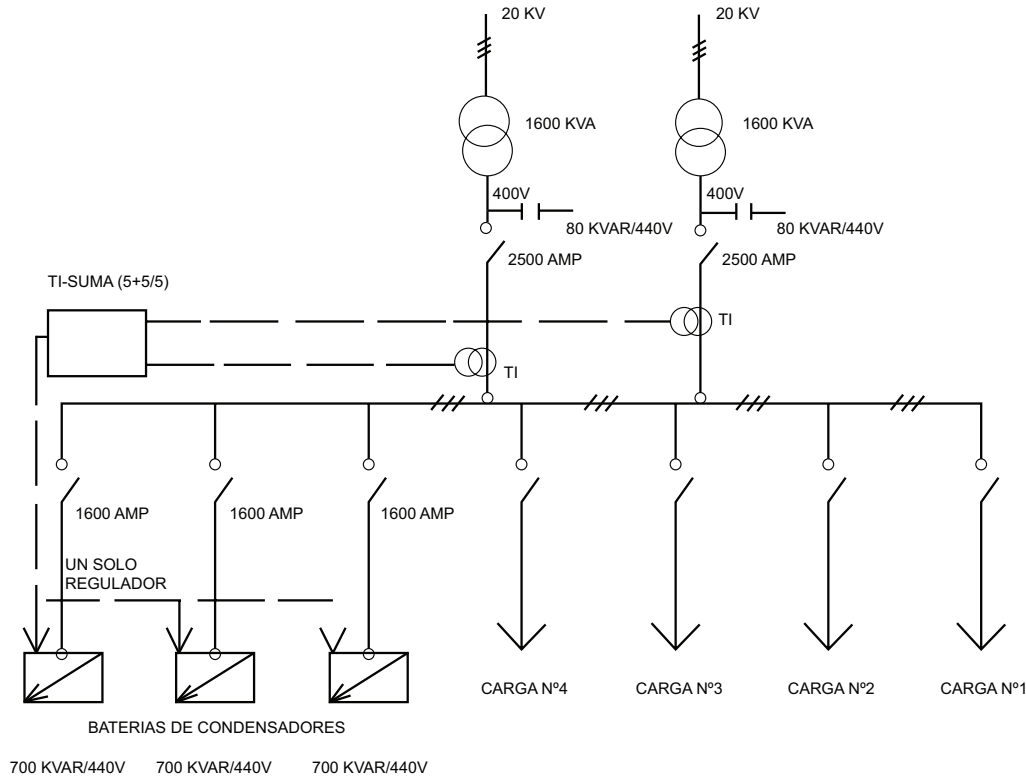 20 KV
20 KV
1600 KVA
1600 KVA
400V
400V
80 KVAR/440V
80 KVAR/440V
2500 AMP
2500 AMP
TI-SUMA (5+5/5)
TI
TI
1600 AMP
1600 AMP
1600 AMP
UN SOLO
REGULADOR
CARGA Nº4
CARGA Nº3
CARGA Nº2
CARGA Nº1
BATERIAS DE CONDENSADORES
700 KVAR/440V
700 KVAR/440V
700 KVAR/440V